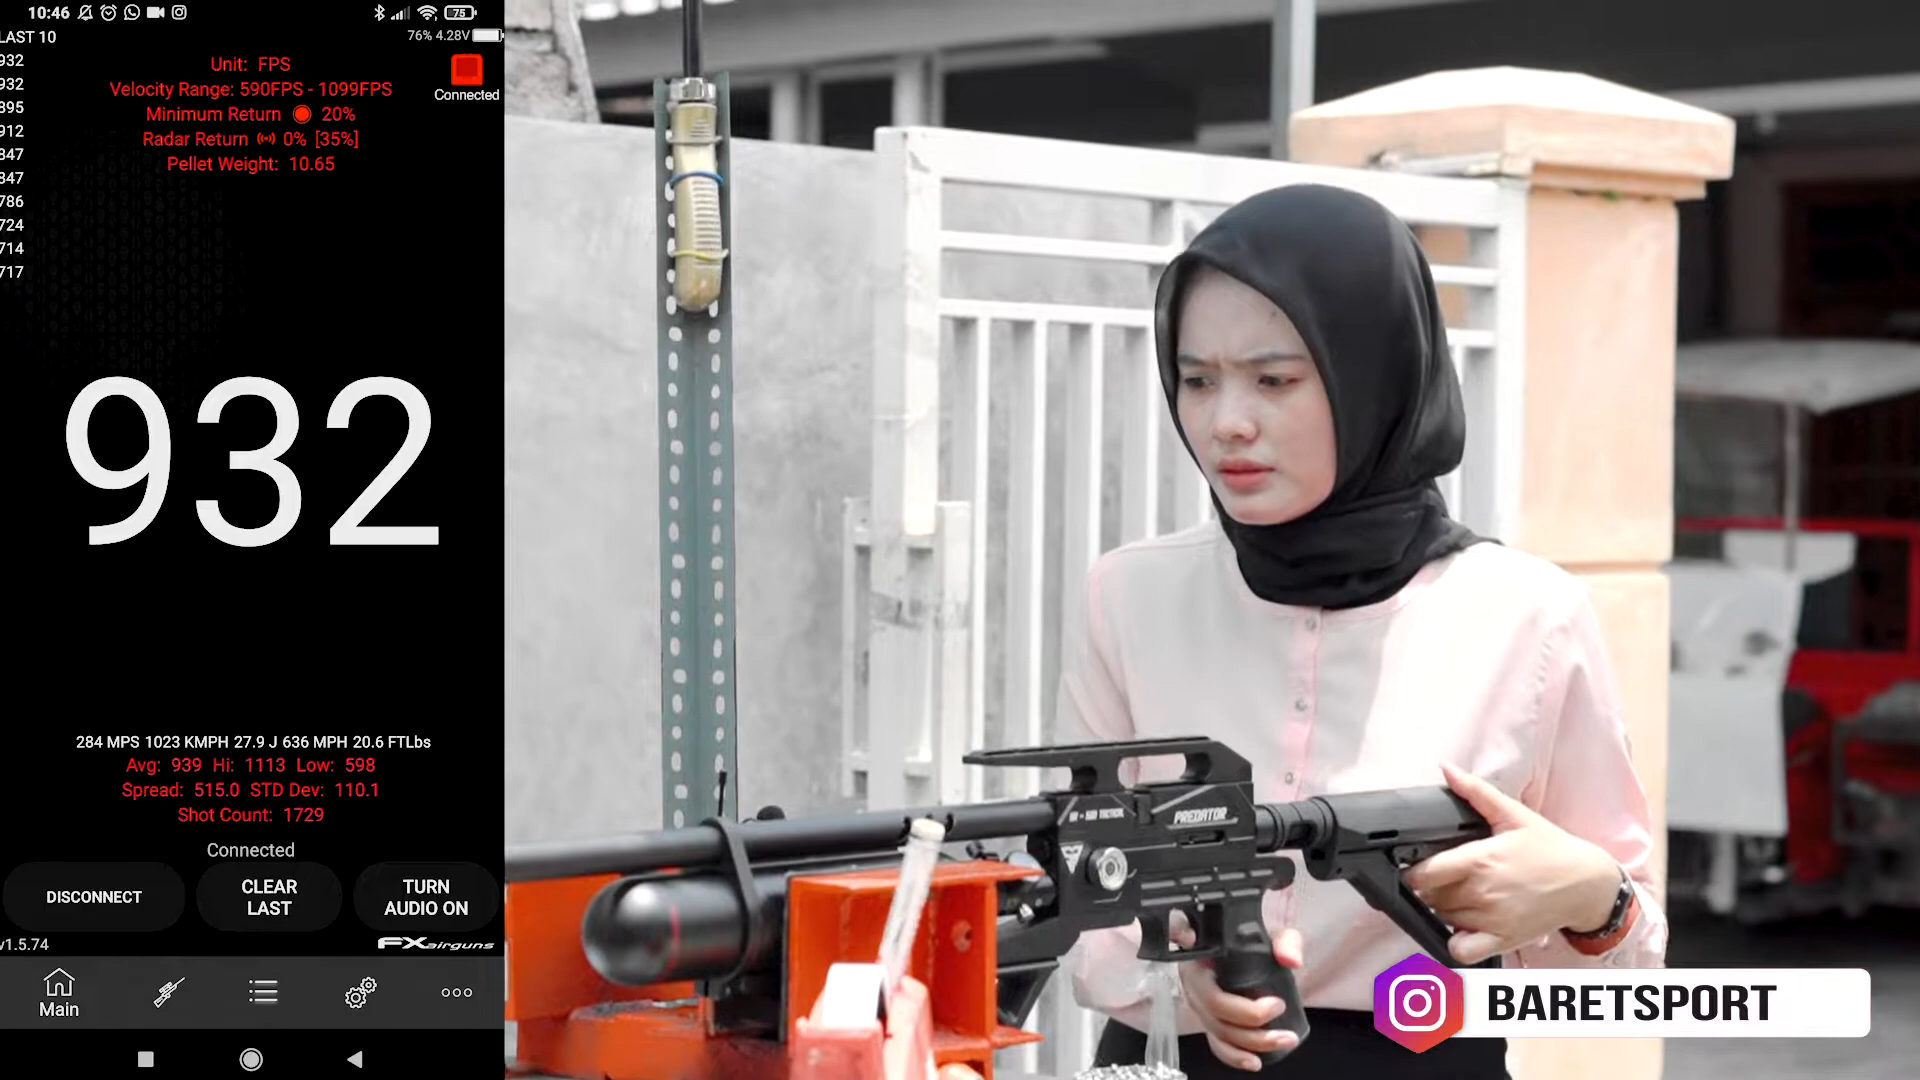 10:46
75
LAST 10
76% 4.28V
932
932
895
912
847
847
786
724
714
717
Unit: FPS
Velocity Range: 590FPS - 1099FPS
Minimum Return 20%
Radar Return 0% [35%]
Pellet Weight: 10.65
Connected
932
284 MPS 1023 KMPH 27.9 J 636 MPH 20.6 FTLbs
Avg: 939 Hi: 1113 Low: 598
Spread: 515.0 STD Dev: 110.1
Shot Count: 1729
Connected
DISCONNECT
CLEAR
LAST
TURN
AUDIO ON
v1.5.74
FXairguns
Main
TACTICAL
PREDATOR
BARETSPORT